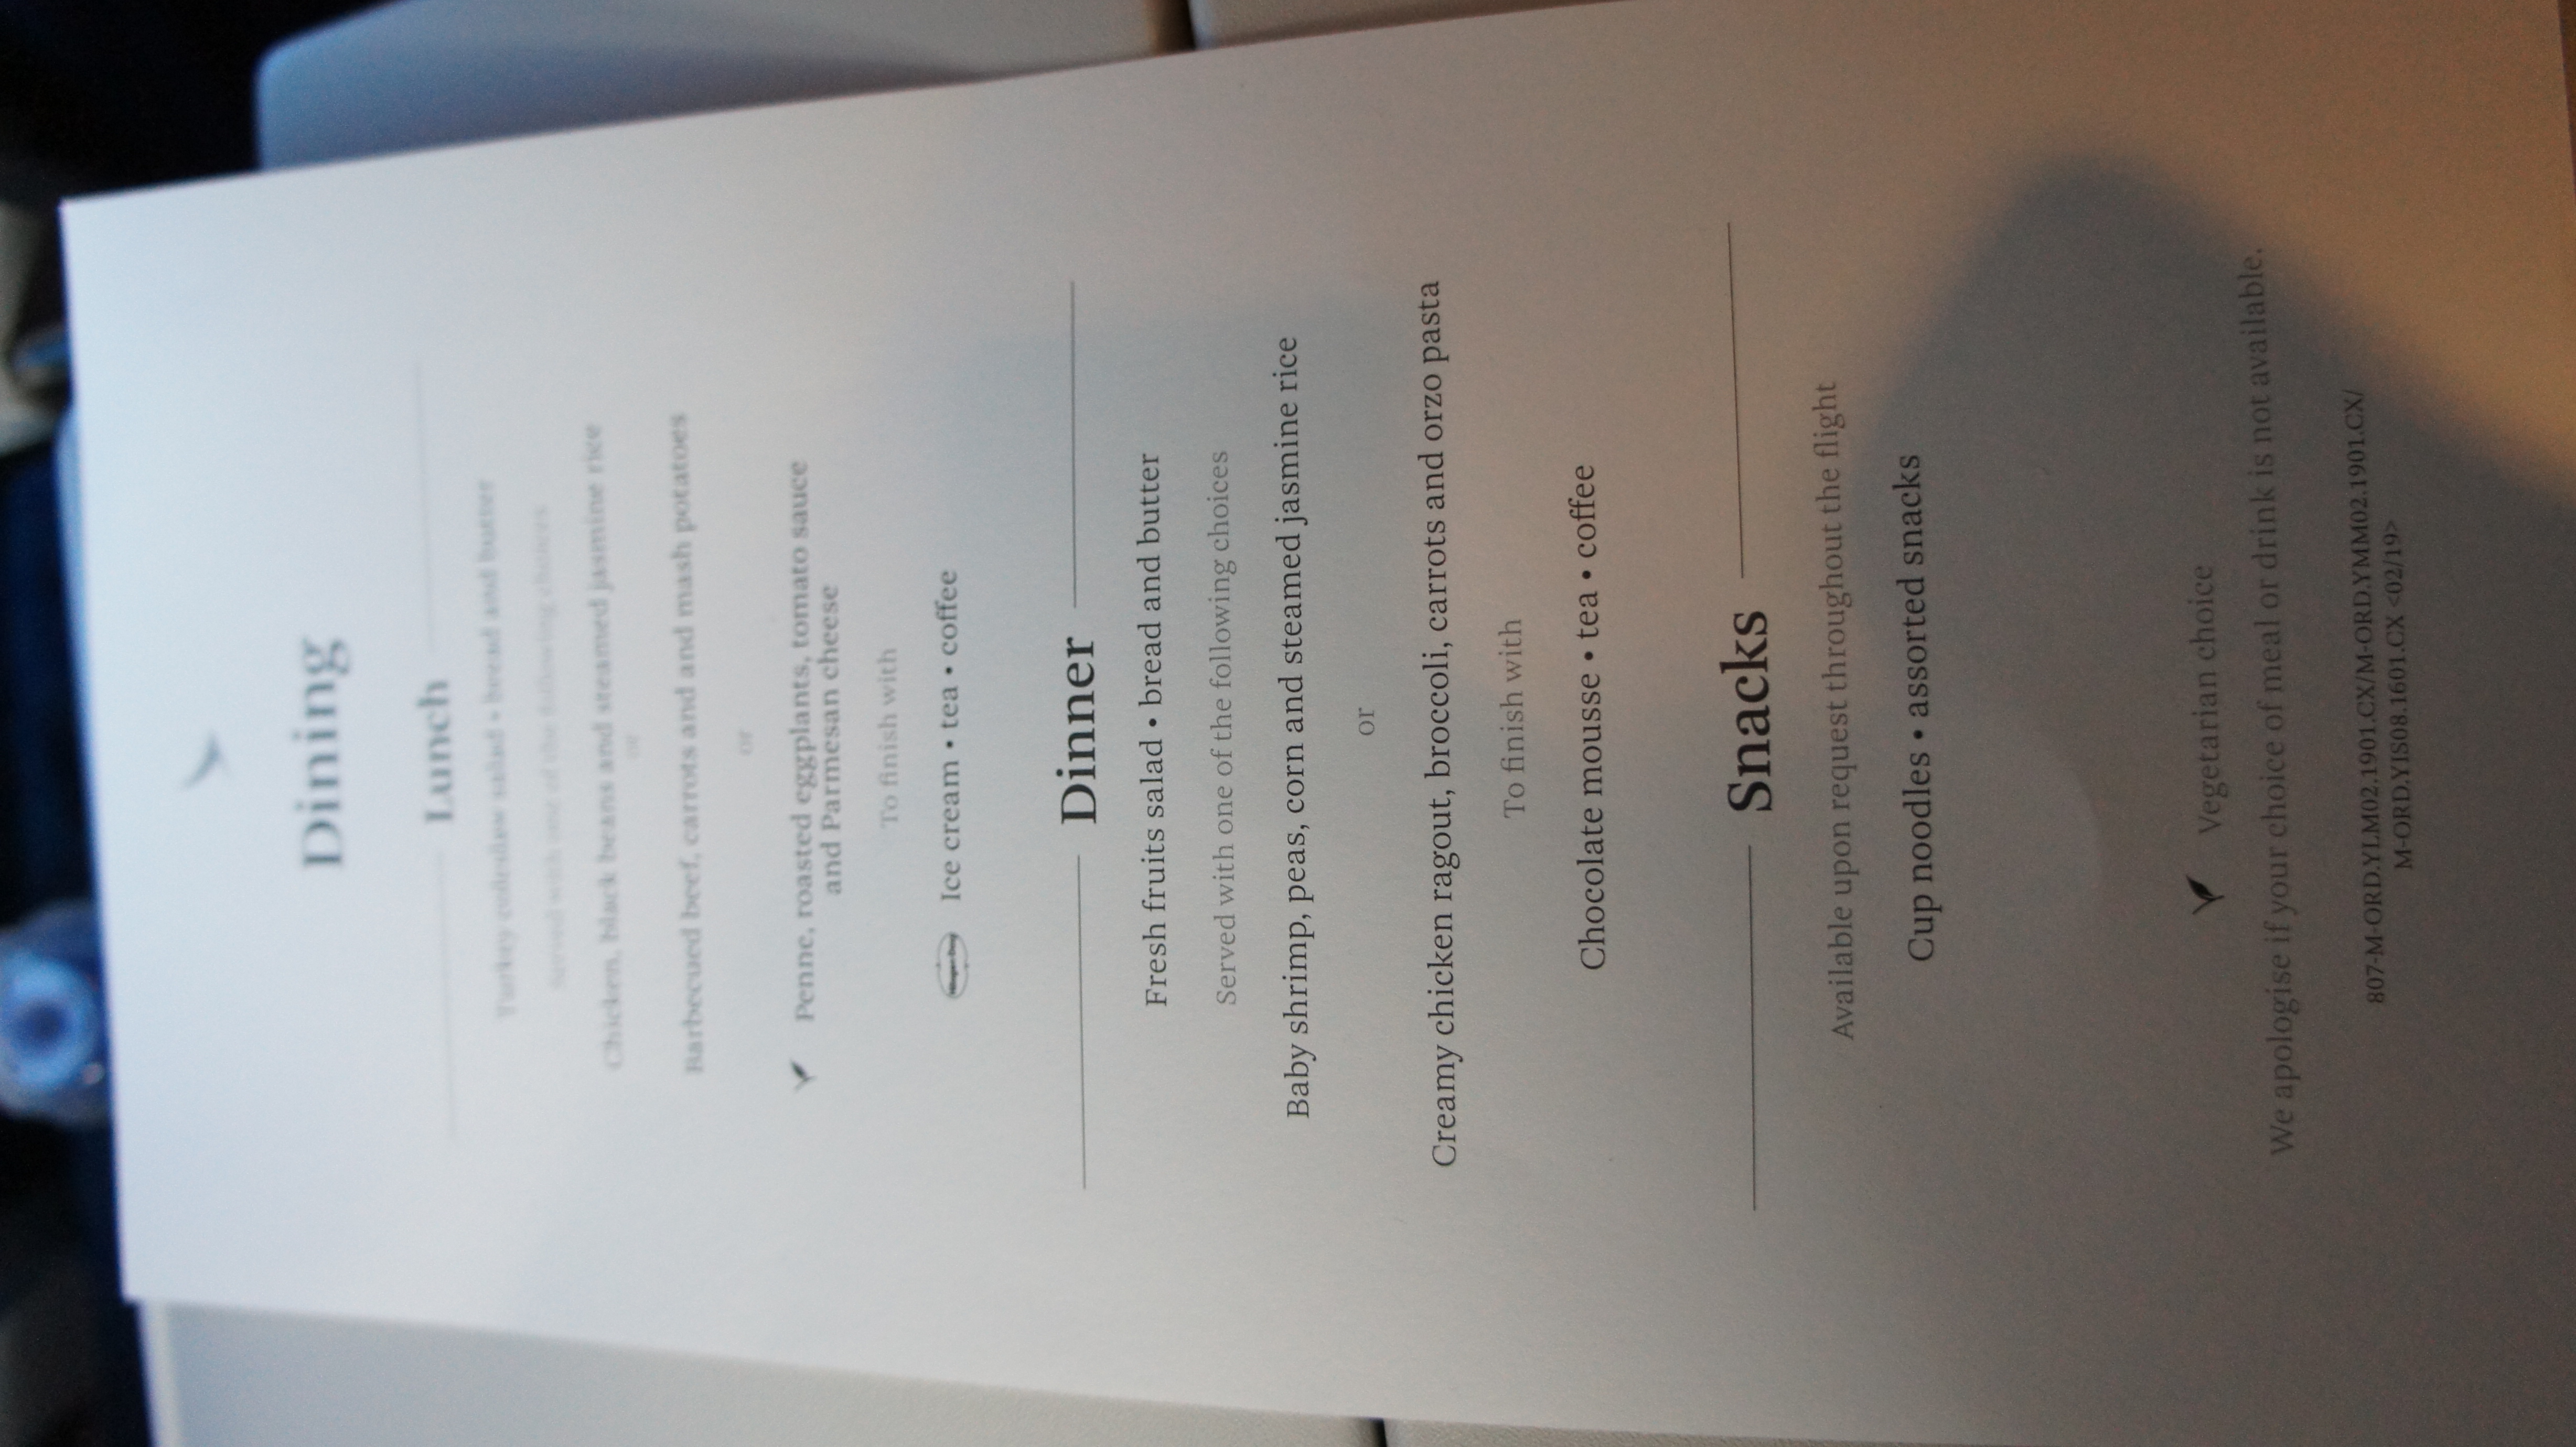 Dining
Lunch
Turkey coleslaw salad • bread and butter
Served with one of the following choices
Chicken, black beans and steamed jasmine rice
or
Barbecued beef, carrots and and mash potatoes
or
Penne, roasted eggplants, tomato sauce
and Parmesan cheese
To finish with
Häagen-Dazs Ice cream • tea • coffee
Dinner
Fresh fruits salad • bread and butter
Served with one of the following choices
Baby shrimp, peas, corn and steamed jasmine rice
or
Creamy chicken ragout, broccoli, carrots and orzo pasta
To finish with
Chocolate mousse • tea • coffee
Snacks
Available upon request throughout the flight
Cup noodles • assorted snacks
Vegetarian choice
We apologise if your choice of meal or drink is not available.
807-M-ORD.YLM02.1901.CX/M-ORD.YMM02.1901.CX/
M-ORD.YIS08.1601.CX <02/19>